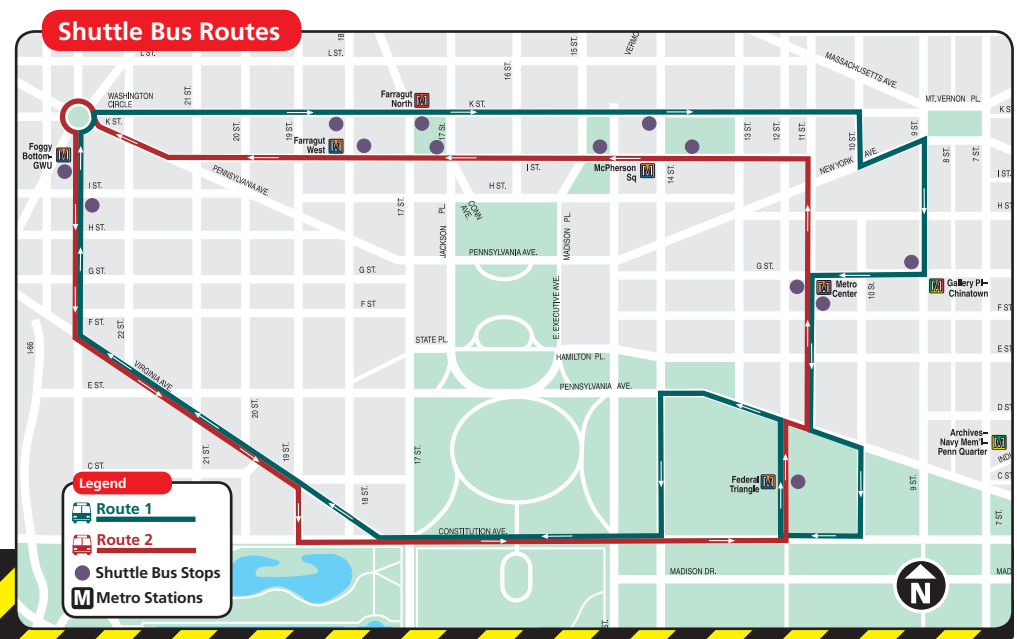 Shuttle Bus Routes
L ST.
L ST.
18
16 ST.
15 ST.
VERMO
MASSACHUSETTS AVE.
MT. VERNON PL.
WASHINGTON
CIRCLE
21 ST.
Farragut
North
M
K ST.
K S
K ST.
20 ST.
19 ST.
Farragut
West
M
17 St.
13 ST.
12 ST.
11 ST.
10 ST.
9 ST.
8 ST.
7 ST.
NEW YORK AVE.
Foggy
Bottom–
GWU
M
PENNSYLVANIA AVE.
I ST.
McPherson
Sq
M
14 ST.
I ST.
I ST.
H ST.
H ST.
H ST
17 ST.
JACKSON PL.
CONN AVE.
MADISON PL.
PENNSYLVANIA AVE.
G ST.
G ST.
G ST.
Metro
Center
M
10 St.
Gallery Pl–
Chinatown
M
F ST
F ST
F ST.
22 ST.
I-66
E. EXECUTIVE AVE.
STATE PL.
HAMILTON PL.
E ST
VIRGINIA AVE.
E ST.
PENNSYLVANIA AVE.
D ST
20 ST.
21 ST.
19 ST.
17 ST.
Archives–
Navy Mem'l–
Penn Quarter
M
IND
C ST.
C ST
Federal
Triangle
M
9 ST.
18 ST.
7 ST.
CONSTITUTION AVE.
MADISON DR.
MAD
ST.
Legend
Route 1
Route 2
Shuttle Bus Stops
M Metro Stations
N